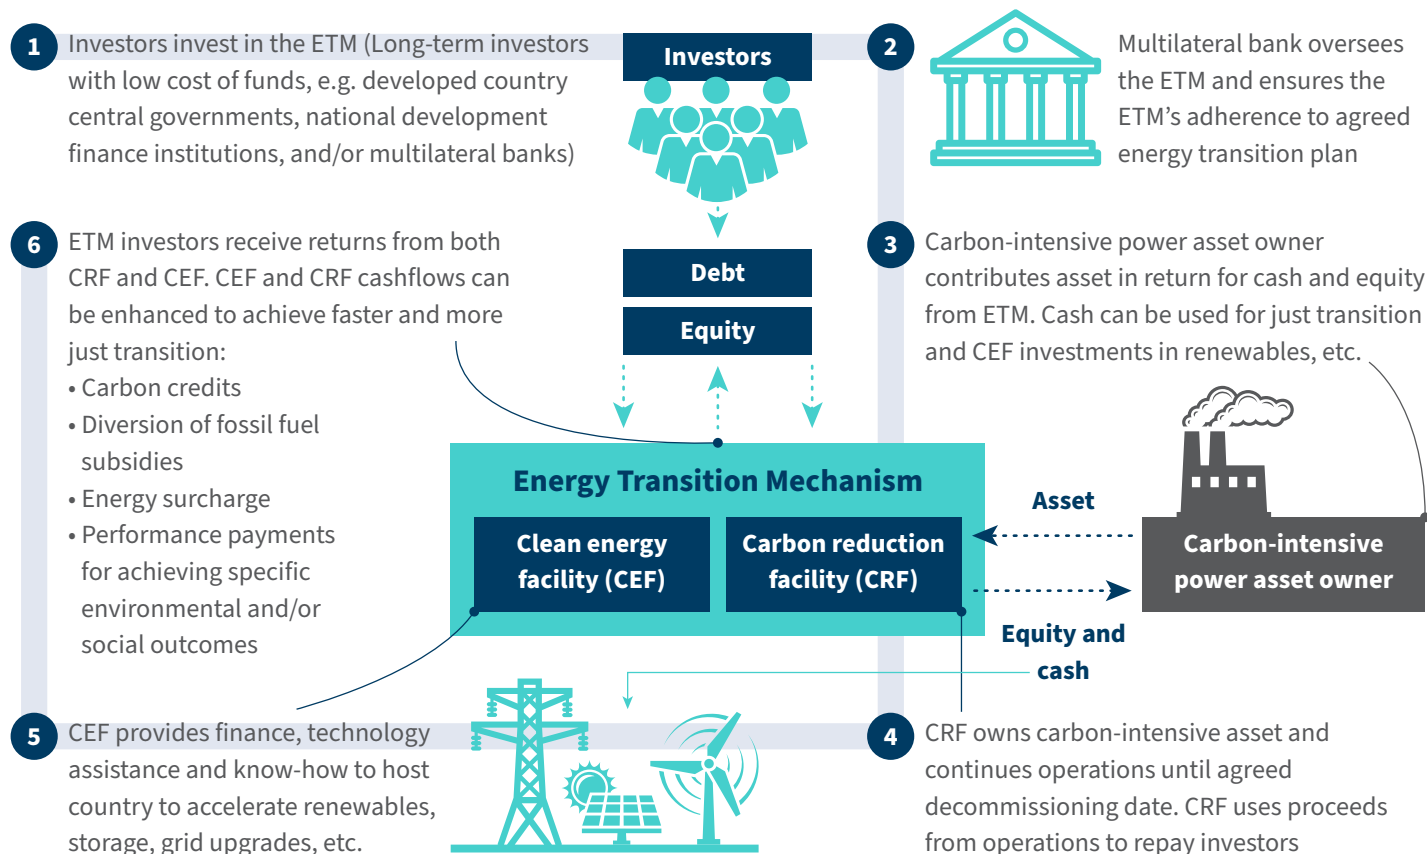 1
Investors invest in the ETM (Long-term investors
with low cost of funds, e.g. developed country
central governments, national development
finance institutions, and/or multilateral banks)
Investors
2
Multilateral bank oversees
the ETM and ensures the
ETM’s adherence to agreed
energy transition plan
6
ETM investors receive returns from both
CRF and CEF. CEF and CRF cashflows can
be enhanced to achieve faster and more
just transition:
• Carbon credits
• Diversion of fossil fuel
subsidies
• Energy surcharge
• Performance payments
for achieving specific
environmental and/or
social outcomes
Debt
Equity
3
Carbon-intensive power asset owner
contributes asset in return for cash and equity
from ETM. Cash can be used for just transition
and CEF investments in renewables, etc.
Energy Transition Mechanism
Clean energy
facility (CEF)
Carbon reduction
facility (CRF)
Asset
Carbon-intensive
power asset owner
Equity and
cash
5
CEF provides finance, technology
assistance and know-how to host
country to accelerate renewables,
storage, grid upgrades, etc.
4
CRF owns carbon-intensive asset and
continues operations until agreed
decommissioning date. CRF uses proceeds
from operations to repay investors